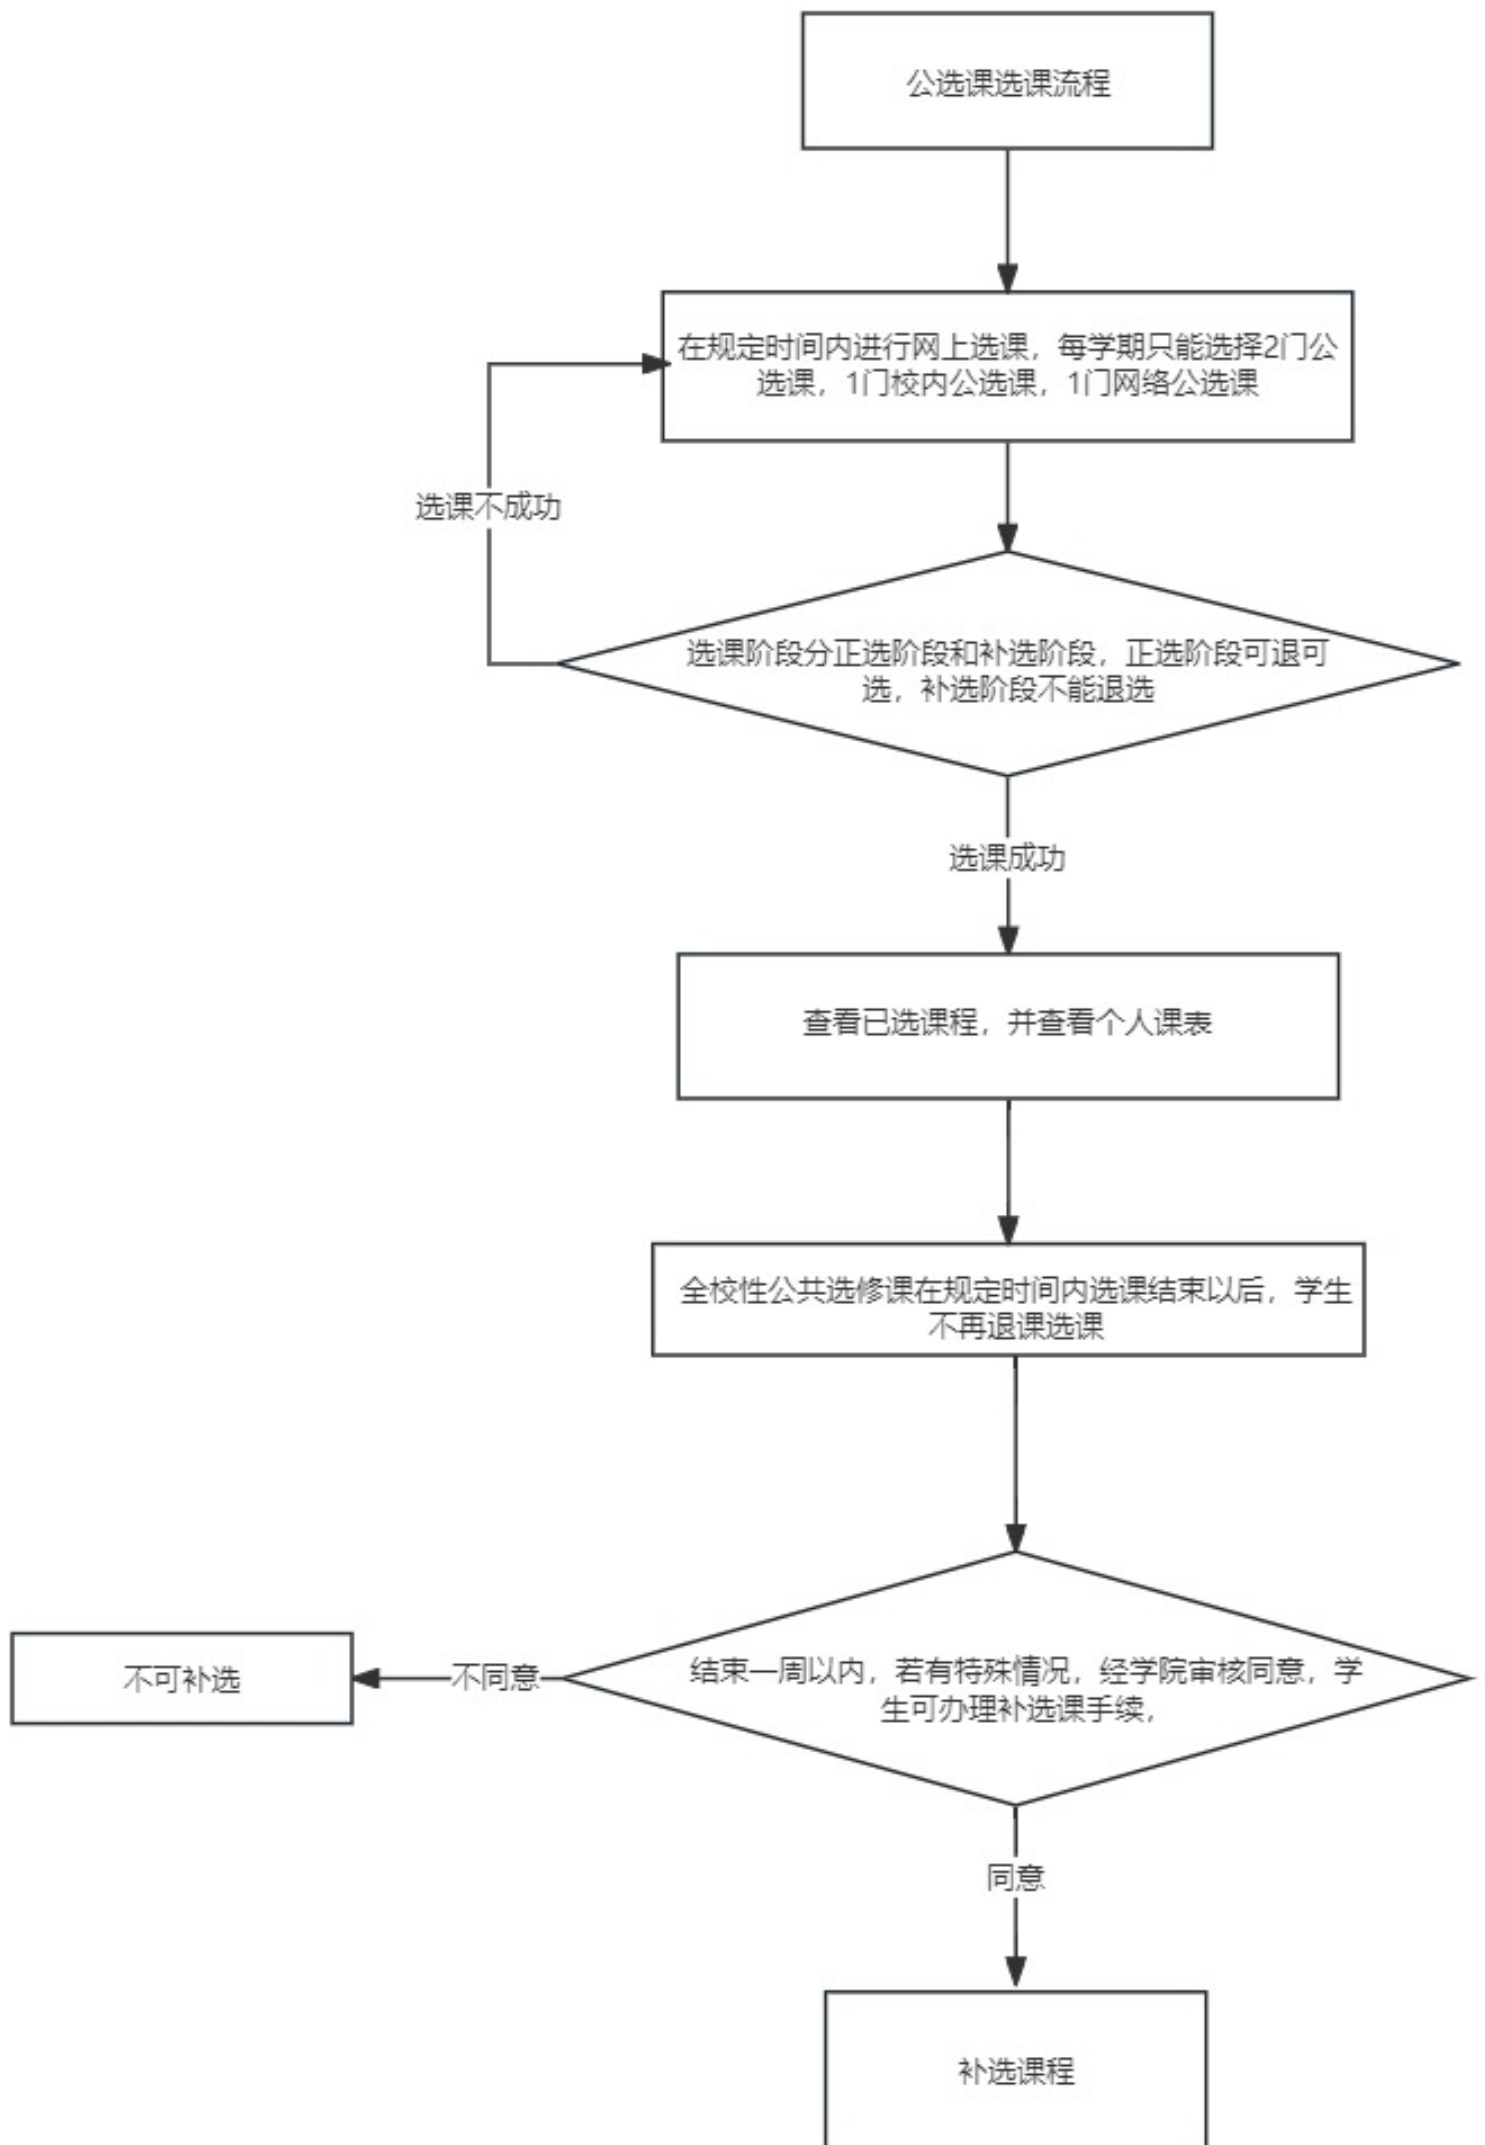 公选课选课流程
在规定时间内进行网上选课，每学期只能选择2门公
选课，1门校内公选课，1门网络公选课
选课不成功
选课阶段分正选阶段和补选阶段，正选阶段可退可
选，补选阶段不能退选
选课成功
查看已选课程，并查看个人课表
全校性公共选修课在规定时间内选课结束以后，学生
不再退课选课
结束一周以内，若有特殊情况，经学院审核同意，学
生可办理补选课手续，
不同意
不可补选
同意
补选课程